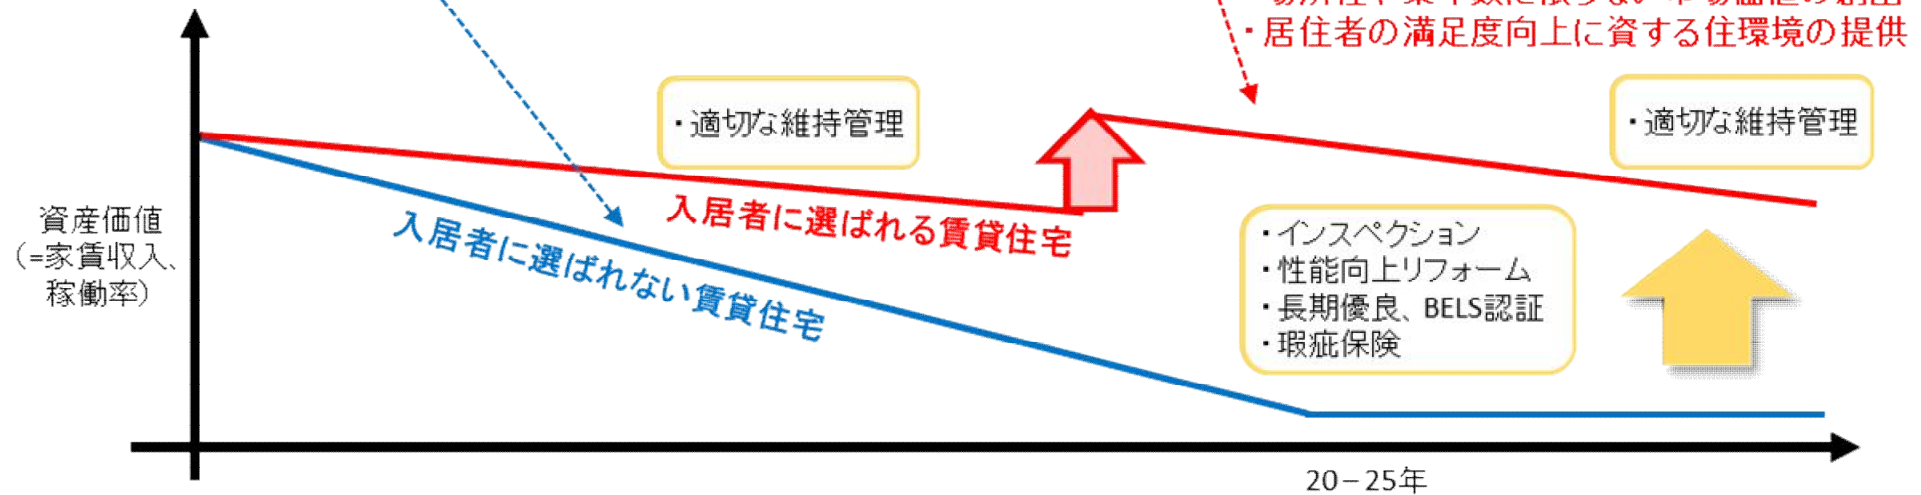 ・居住者の満足度向上に資する住環境の提供
・適切な維持管理
・適切な維持管理
資産価値
（=家賃収入、
稼働率）
入居者に選ばれる賃貸住宅
入居者に選ばれない賃貸住宅
・インスペクション
・性能向上リフォーム
・長期優良、BELS認証
・瑕疵保険
20－25年